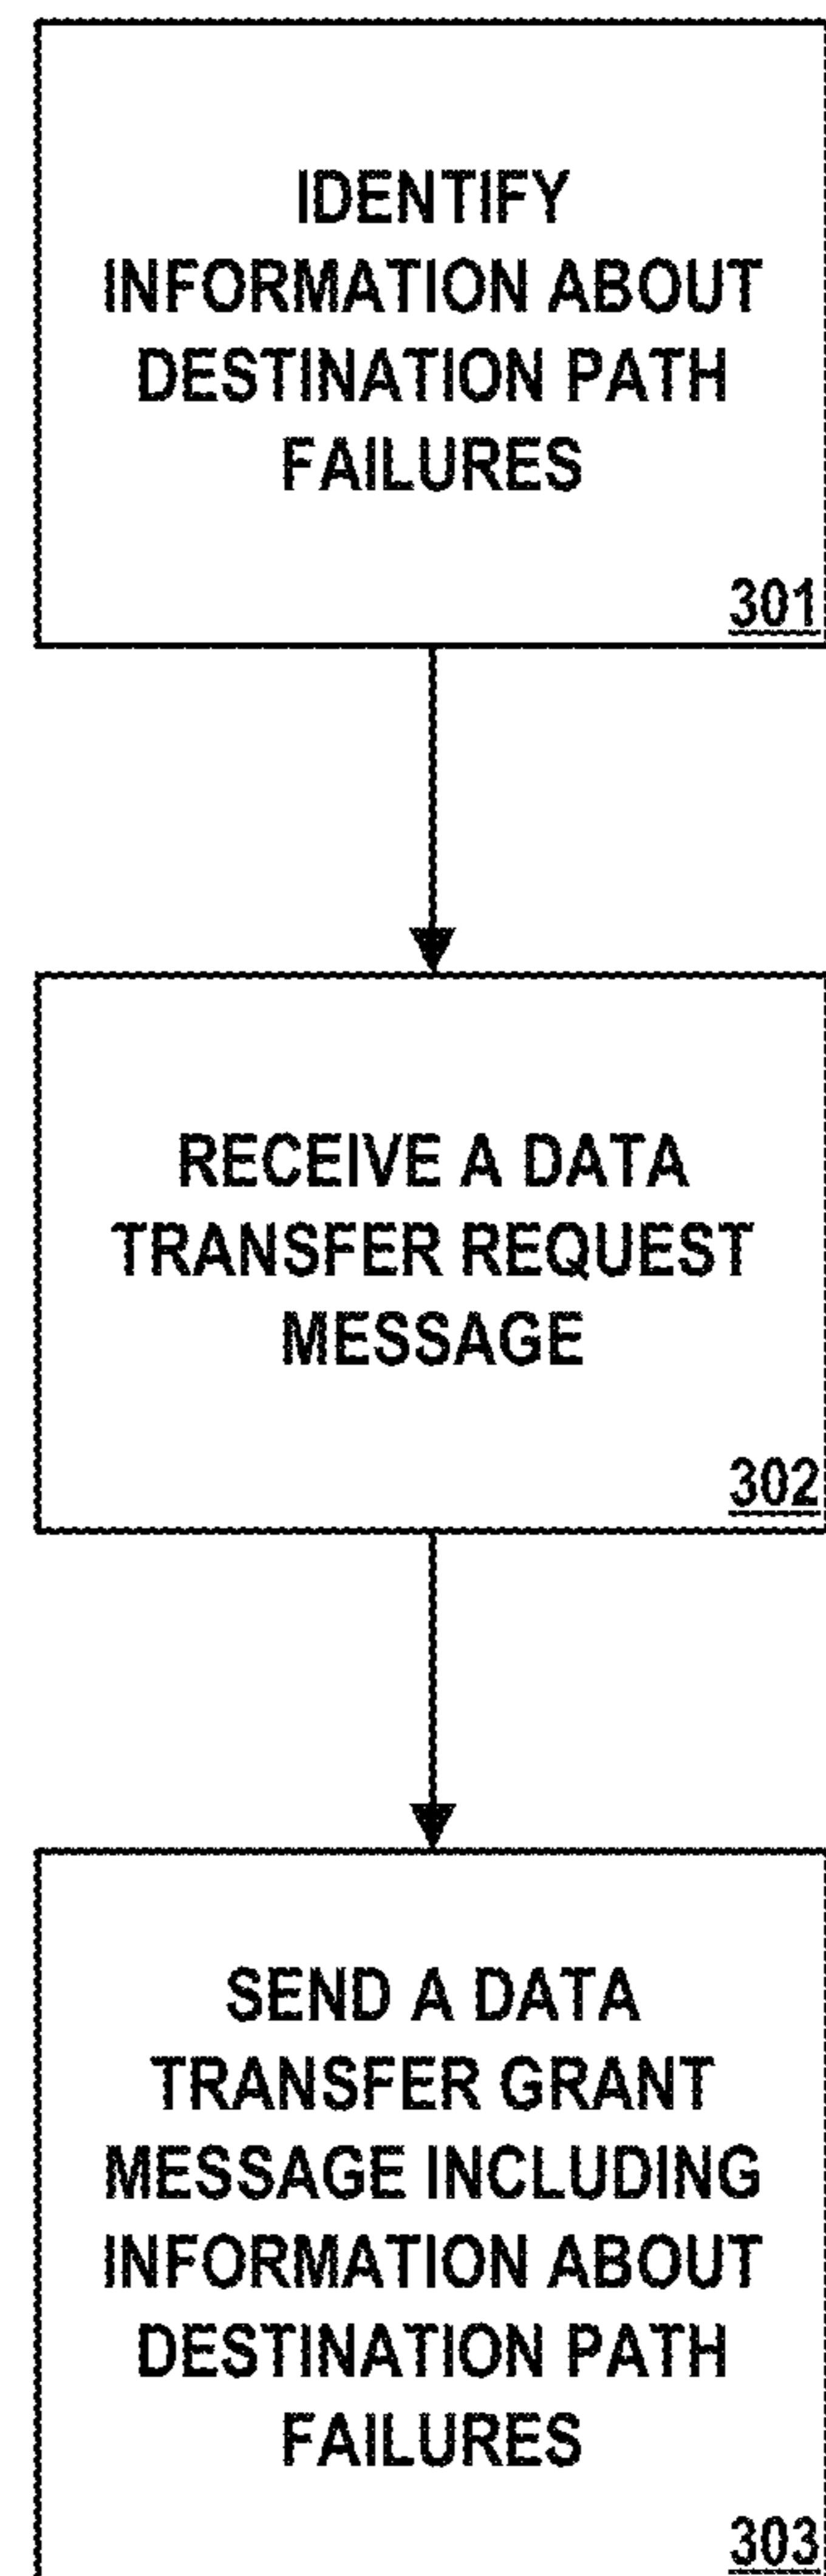 IDENTIFY
INFORMATION ABOUT
DESTINATION PATH
FAILURES
301
RECEIVE A DATA
TRANSFER REQUEST
MESSAGE
302
SEND A DATA
TRANSFER GRANT
MESSAGE INCLUDING
INFORMATION ABOUT
DESTINATION PATH
FAILURES
303